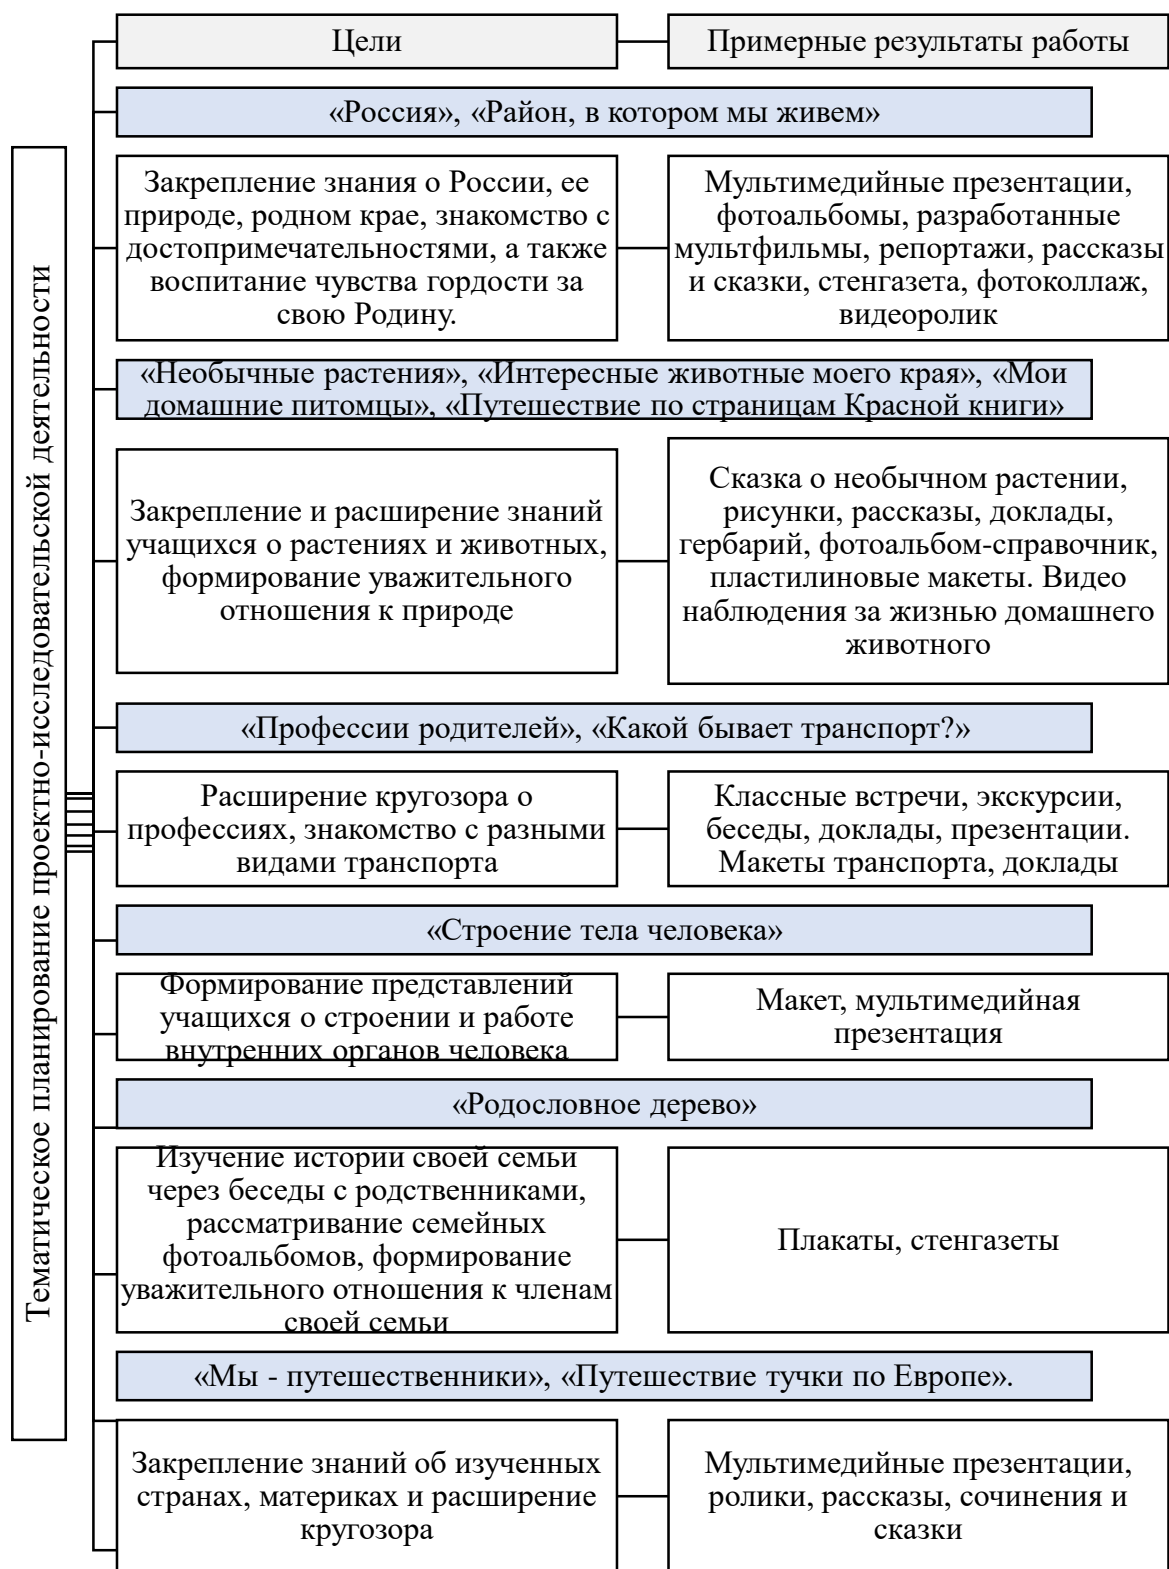 Тематическое планирование проектно-исследовательской деятельности
Цели
Примерные результаты работы
«Россия», «Район, в котором мы живем»
Закрепление знания о России, ее
природе, родном крае, знакомство с
достопримечательностями, а также
воспитание чувства гордости за
свою Родину.
Мультимедийные презентации,
фотоальбомы, разработанные
мультфильмы, репортажи, рассказы
и сказки, стенгазета, фотоколлаж,
видеоролик
«Необычные растения», «Интересные животные моего края», «Мои
домашние питомцы», «Путешествие по страницам Красной книги»
Закрепление и расширение знаний
учащихся о растениях и животных,
формирование уважительного
отношения к природе
Сказка о необычном растении,
рисунки, рассказы, доклады,
гербарий, фотоальбом-справочник,
пластилиновые макеты. Видео
наблюдения за жизнью домашнего
животного
«Профессии родителей», «Какой бывает транспорт?»
Расширение кругозора о
профессиях, знакомство с разными
видами транспорта
Классные встречи, экскурсии,
беседы, доклады, презентации.
Макеты транспорта, доклады
«Строение тела человека»
Формирование представлений
учащихся о строении и работе
внутренних органов человека
Макет, мультимедийная
презентация
«Родословное дерево»
Изучение истории своей семьи
через беседы с родственниками,
рассматривание семейных
фотоальбомов, формирование
уважительного отношения к членам
своей семьи
Плакаты, стенгазеты
«Мы - путешественники», «Путешествие тучки по Европе».
Закрепление знаний об изученных
странах, материках и расширение
кругозора
Мультимедийные презентации,
ролики, рассказы, сочинения и
сказки